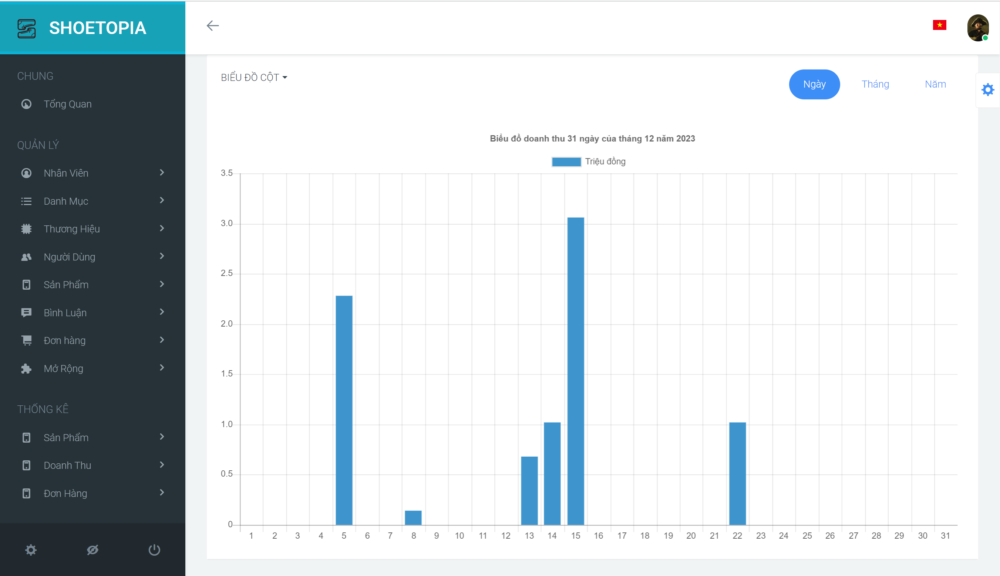 SHOETOPIA
CHUNG
Tổng Quan
QUẢN LÝ
Nhân Viên
Danh Mục
Thương Hiệu
Người Dùng
Sản Phẩm
Bình Luận
Đơn hàng
Mở Rộng
THỐNG KÊ
Sản Phẩm
Doanh Thu
Đơn Hàng
BIỂU ĐỒ CỘT
Ngày Tháng Năm
Biểu đồ doanh thu 31 ngày của tháng 12 năm 2023
Triệu đồng
3.5
3.0
2.5
2.0
1.5
1.0
0.5
0
1 2 3 4 5 6 7 8 9 10 11 12 13 14 15 16 17 18 19 20 21 22 23 24 25 26 27 28 29 30 31